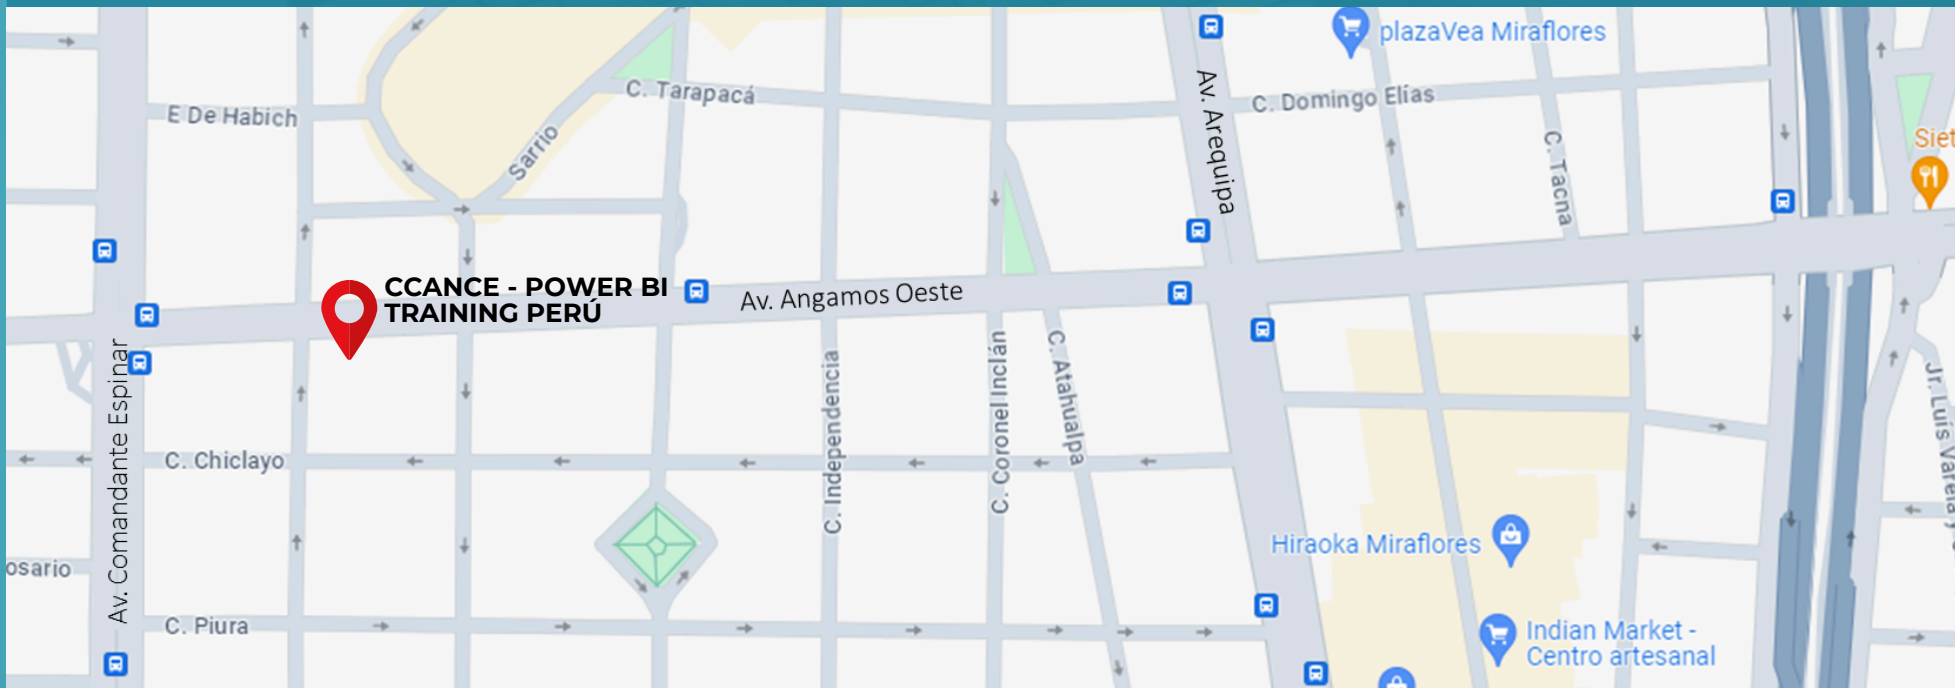 plazaVea Miraflores
C. Tarapacá
Av. Arequipa
C. Domingo Elías
E De Habich
Sarrio
C. Tacna
Siet
CCANCE - POWER BI
TRAINING PERÚ
Av. Angamos Oeste
Av. Comandante Espinar
C. Independencia
C. Coronel Inclán
C. Atahualpa
C. Chiclayo
Jr. Luis Varela y
Hiraoka Miraflores
osario
C. Piura
Indian Market -
Centro artesanal